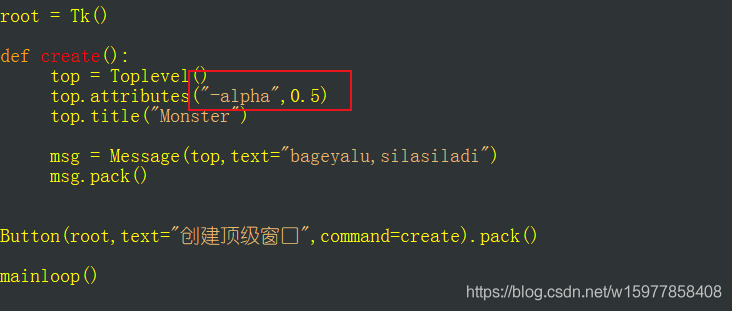 root = Tk()
def create():
    top = Toplevel()
    top.attributes("-alpha",0.5)
    top.title("Monster")
    msg = Message(top,text="bageyalu,silasiladi")
    msg.pack()
Button(root,text="创建顶级窗口",command=create).pack()
mainloop()
https://blog.csdn.net/w15977858408